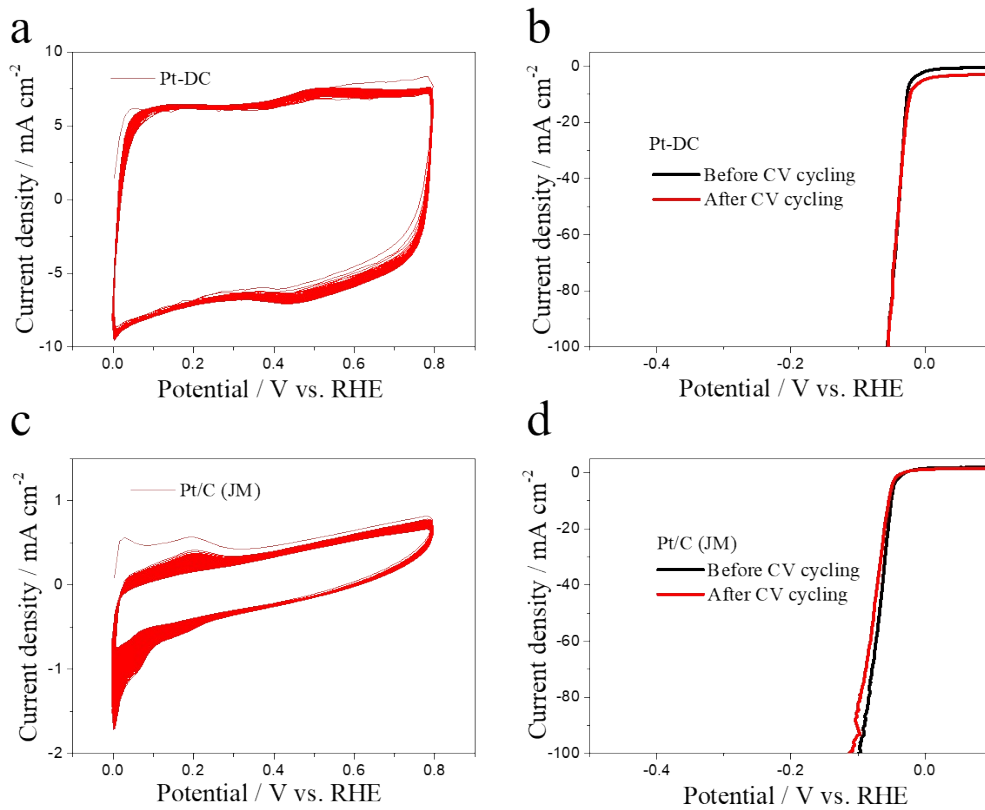 a
Pt-DC
10
5
0
-5
-10
0.0 0.2 0.4 0.6 0.8
Current density / mA cm⁻²
Potential / V vs. RHE
b
Pt-DC
Before CV cycling
After CV cycling
0
-20
-40
-60
-80
-100
-0.4 -0.2 0.0
Current density / mA cm⁻²
Potential / V vs. RHE
c
Pt/C (JM)
1
0
-1
-2
0.0 0.2 0.4 0.6 0.8
Current density / mA cm⁻²
Potential / V vs. RHE
d
Pt/C (JM)
Before CV cycling
After CV cycling
0
-20
-40
-60
-80
-100
-0.4 -0.2 0.0
Current density / mA cm⁻²
Potential / V vs. RHE